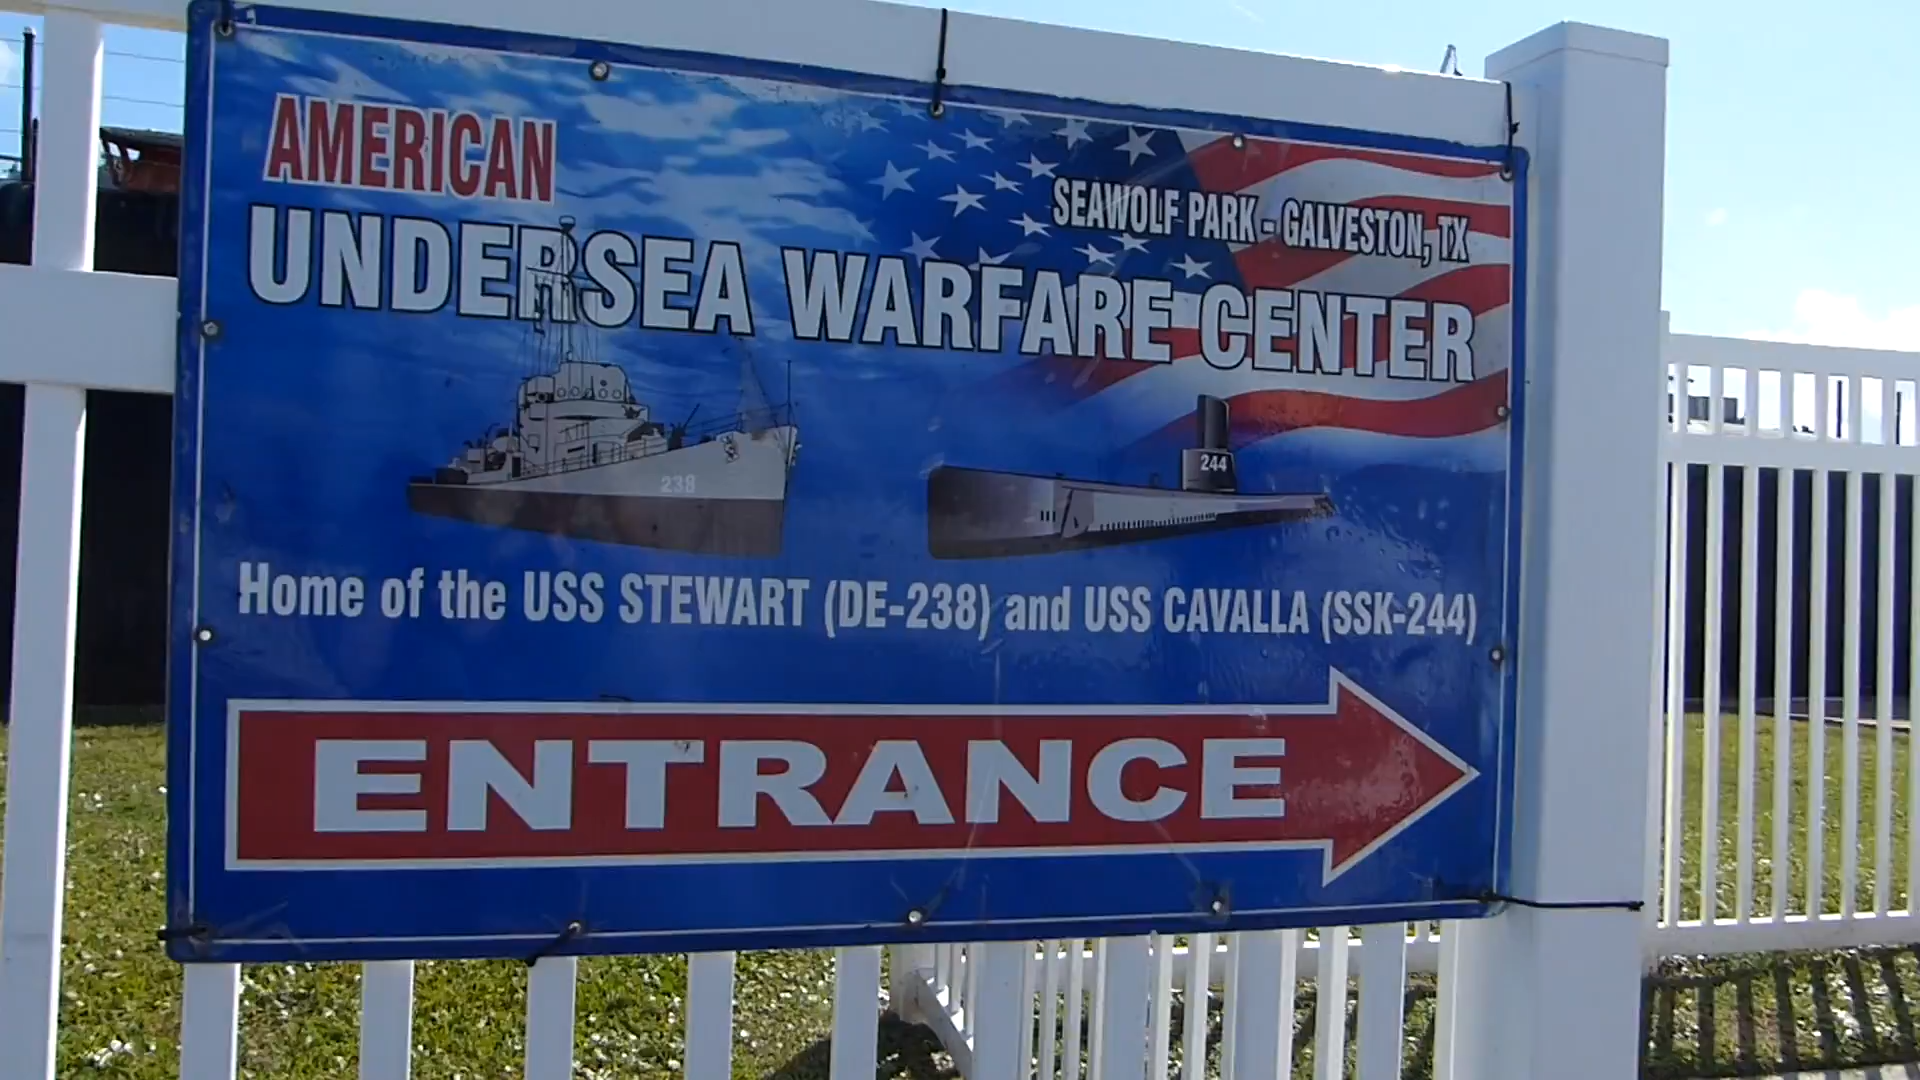 AMERICAN
SEAWOLF PARK - GALVESTON, TX
UNDERSEA WARFARE CENTER
238
244
Home of the USS STEWART (DE-238) and USS CAVALLA (SSK-244)
ENTRANCE